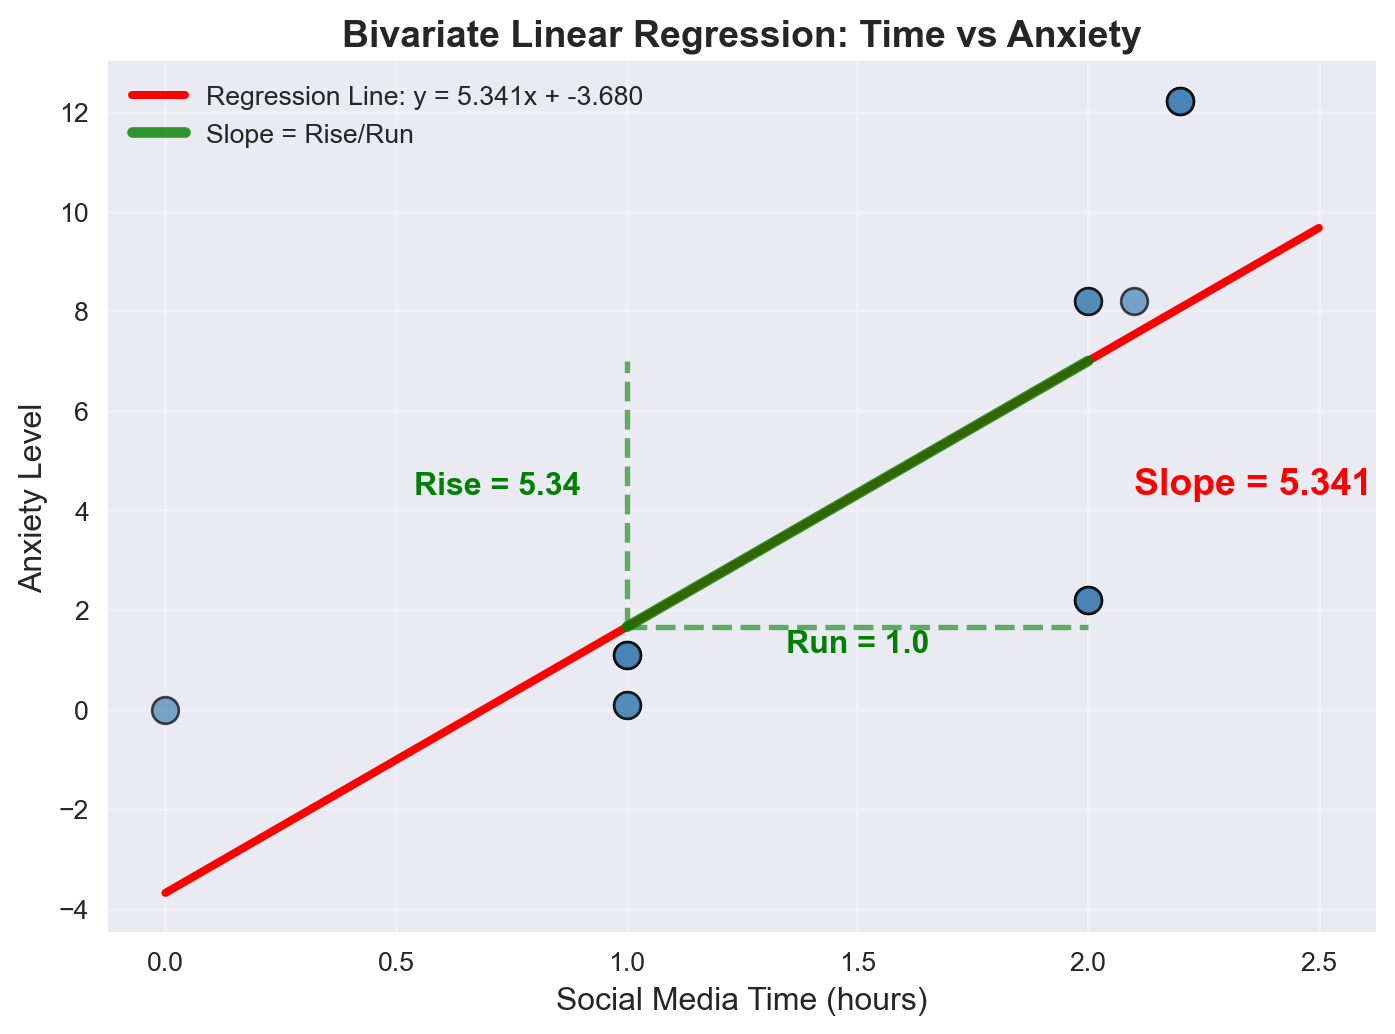 Bivariate Linear Regression: Time vs Anxiety
Regression Line: y = 5.341x + -3.680
Slope = Rise/Run
12
10
8
6
4
2
0
−2
−4
Anxiety Level
Rise = 5.34
Slope = 5.341
Run = 1.0
0.0
0.5
1.0
1.5
2.0
2.5
Social Media Time (hours)